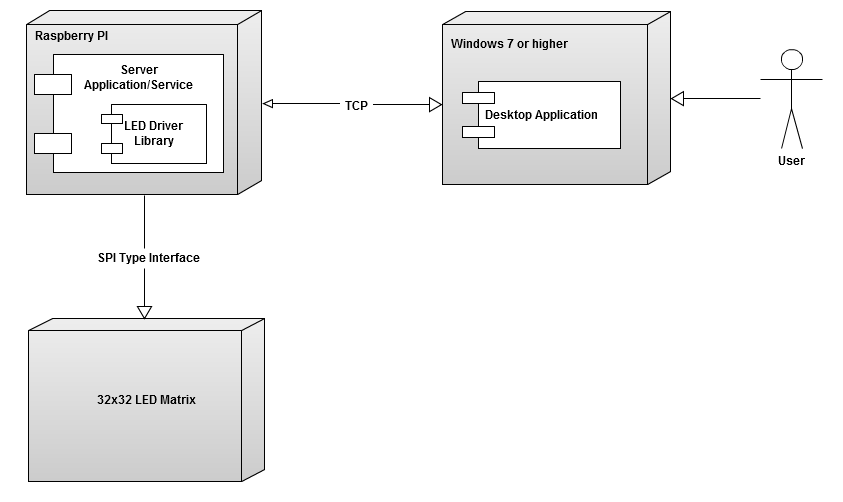 Raspberry PI
Server
Application/Service
LED Driver
Library
TCP
Windows 7 or higher
Desktop Application
User
SPI Type Interface
32x32 LED Matrix